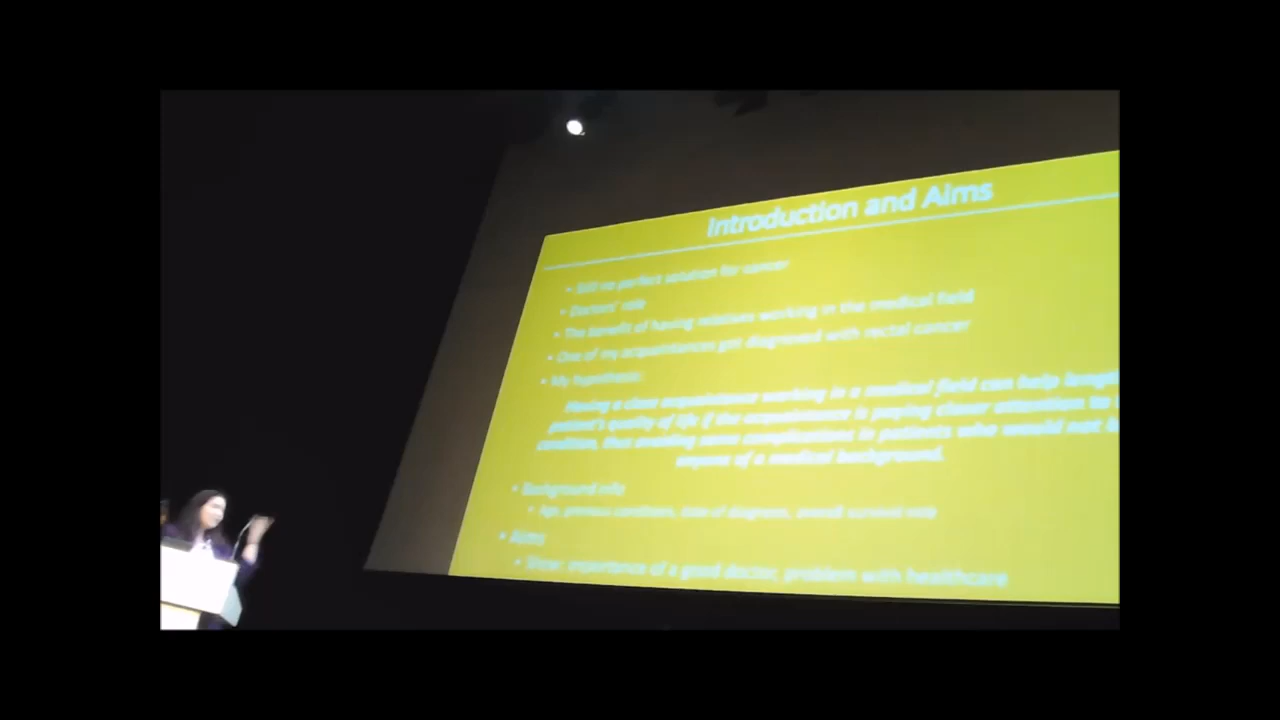 Introduction and Aims
• Still no perfect solution for cancer
• Doctors' role
• The benefit of having relatives working in the medical field
• One of my acquaintances got diagnosed with rectal cancer
• My hypothesis:
Having a close acquaintance working in a medical field can help
patient's quality of life if the acquaintance is paying closer attention to
condition, thus enabling some complications in patients who would not
anyone of a medical background.
• Background info
• Age, previous conditions, time of diagnosis, overall survival rate
• Aims
• Show importance of a good doctor, problem with healthcare